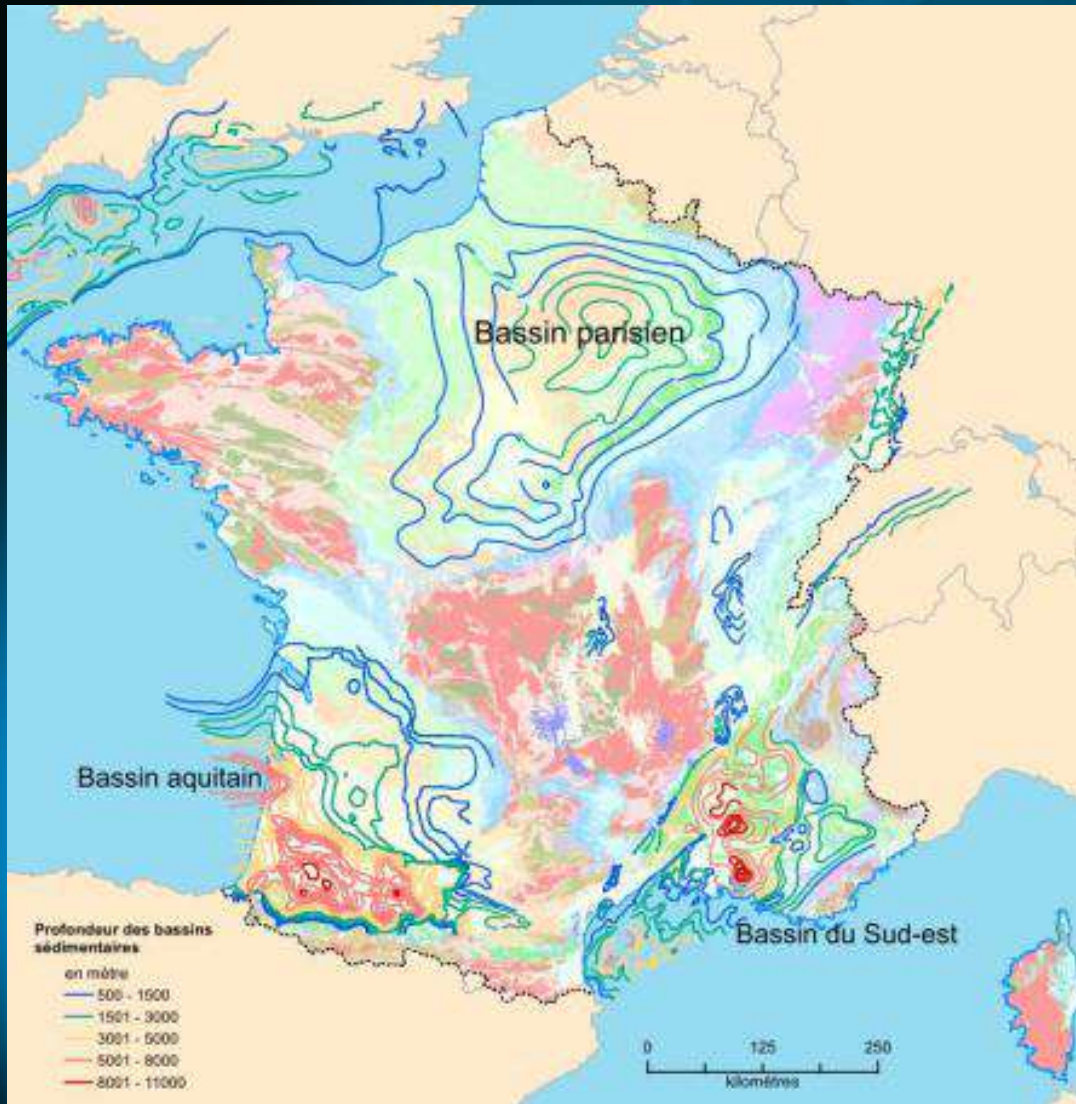 Bassin parisien
Bassin aquitain
Bassin du Sud-est
Profondeur des bassins
sédimentaires
en mètre
500 - 1500
1501 - 3000
3001 - 5000
5001 - 8000
8001 - 11000
0 125 250
kilomètres